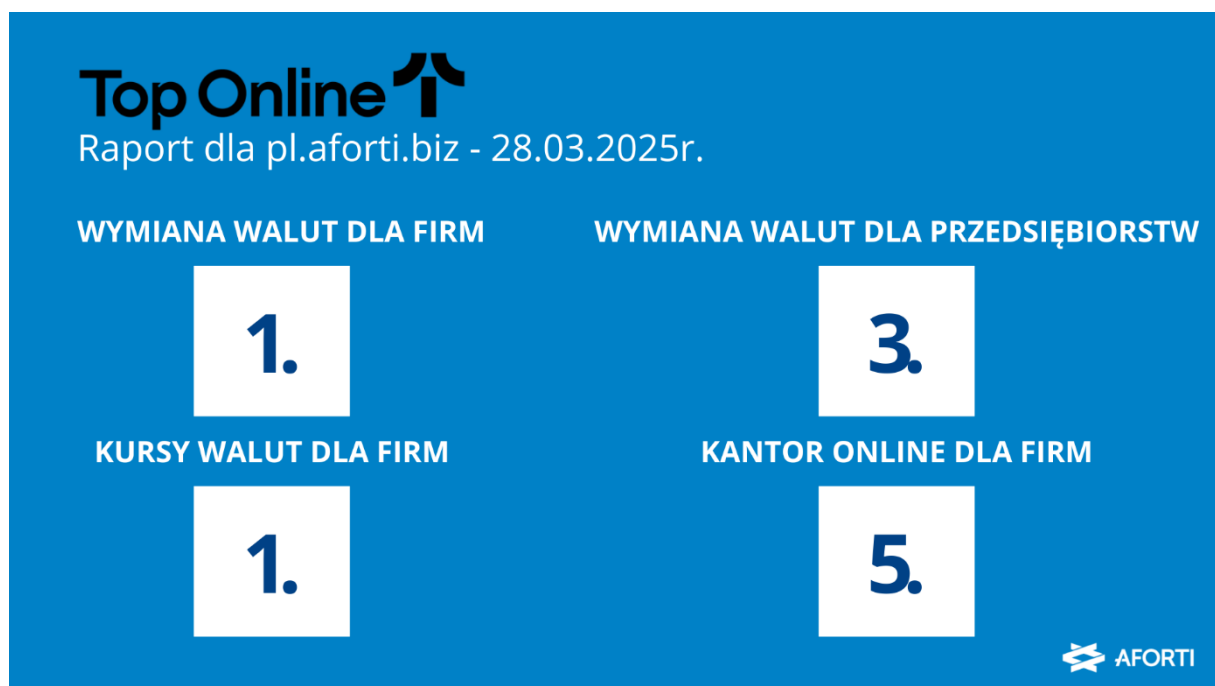 Top Online
Raport dla pl.aforti.biz - 28.03.2025r.
WYMIANA WALUT DLA FIRM
WYMIANA WALUT DLA PRZEDSIĘBIORSTW
1.
3.
KURSY WALUT DLA FIRM
KANTOR ONLINE DLA FIRM
1.
5.
AFORTI